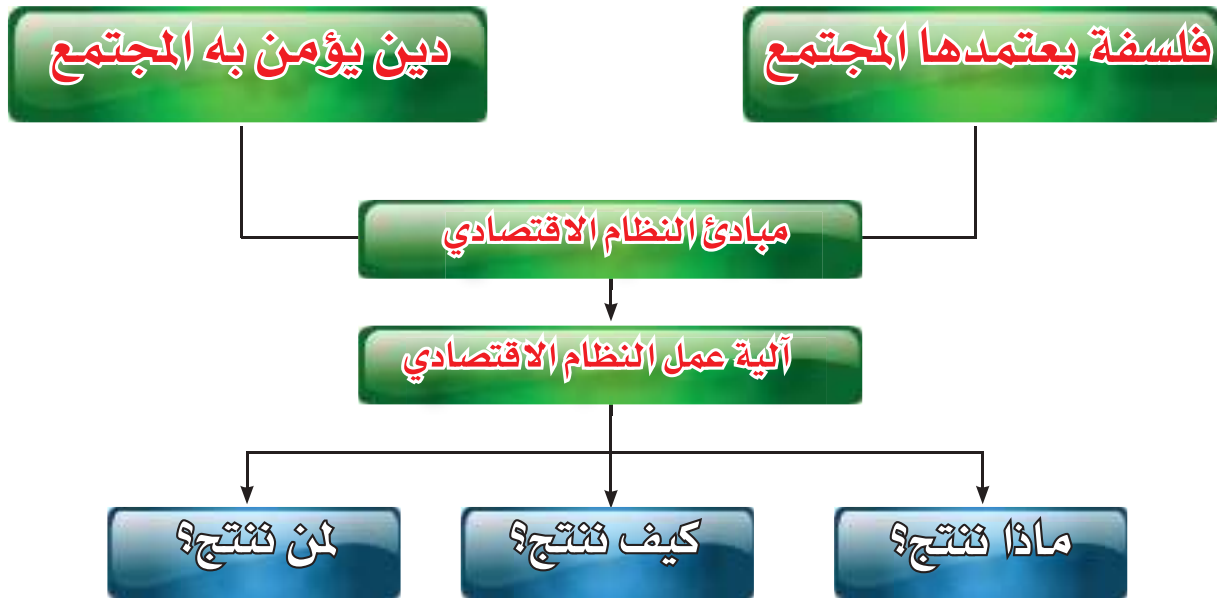 فلسفة يعتمدها المجتمع
دين يؤمن به المجتمع
مبادئ النظام الاقتصادي
آلية عمل النظام الاقتصادي
ماذا ننتج؟
كيف ننتج؟
لمن ننتج؟